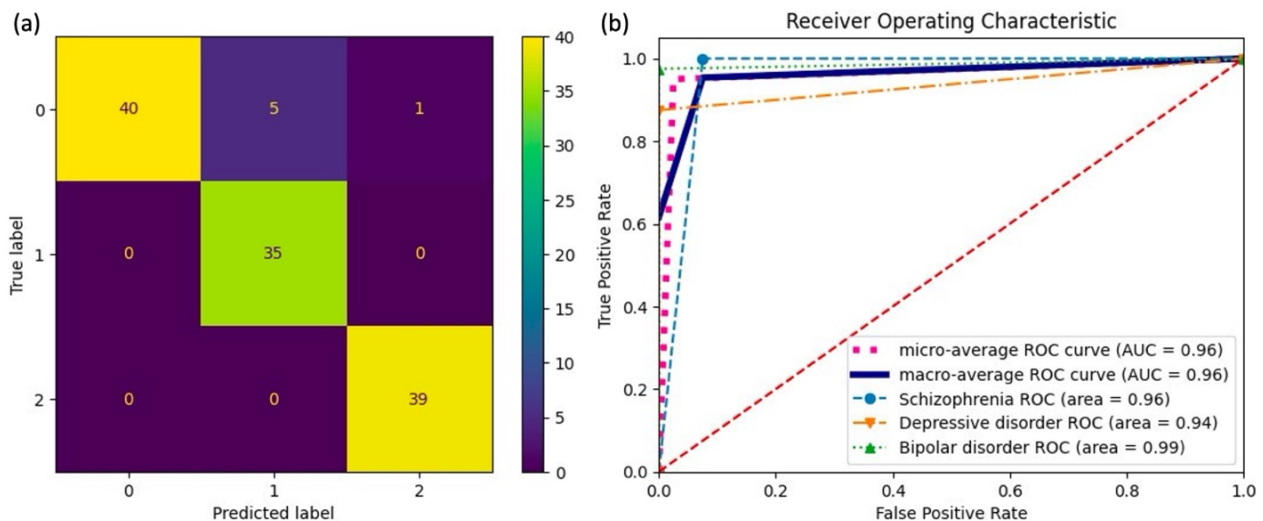 (a)
40 5 1
0 35 0
0 0 39
0
1
2
True label
0 1 2
Predicted label
40
35
30
25
20
15
10
5
0
(b)
Receiver Operating Characteristic
1.0
0.8
0.6
0.4
0.2
0.0
True Positive Rate
micro-average ROC curve (AUC = 0.96)
macro-average ROC curve (AUC = 0.96)
Schizophrenia ROC (area = 0.96)
Depressive disorder ROC (area = 0.94)
Bipolar disorder ROC (area = 0.99)
0.0 0.2 0.4 0.6 0.8 1.0
False Positive Rate